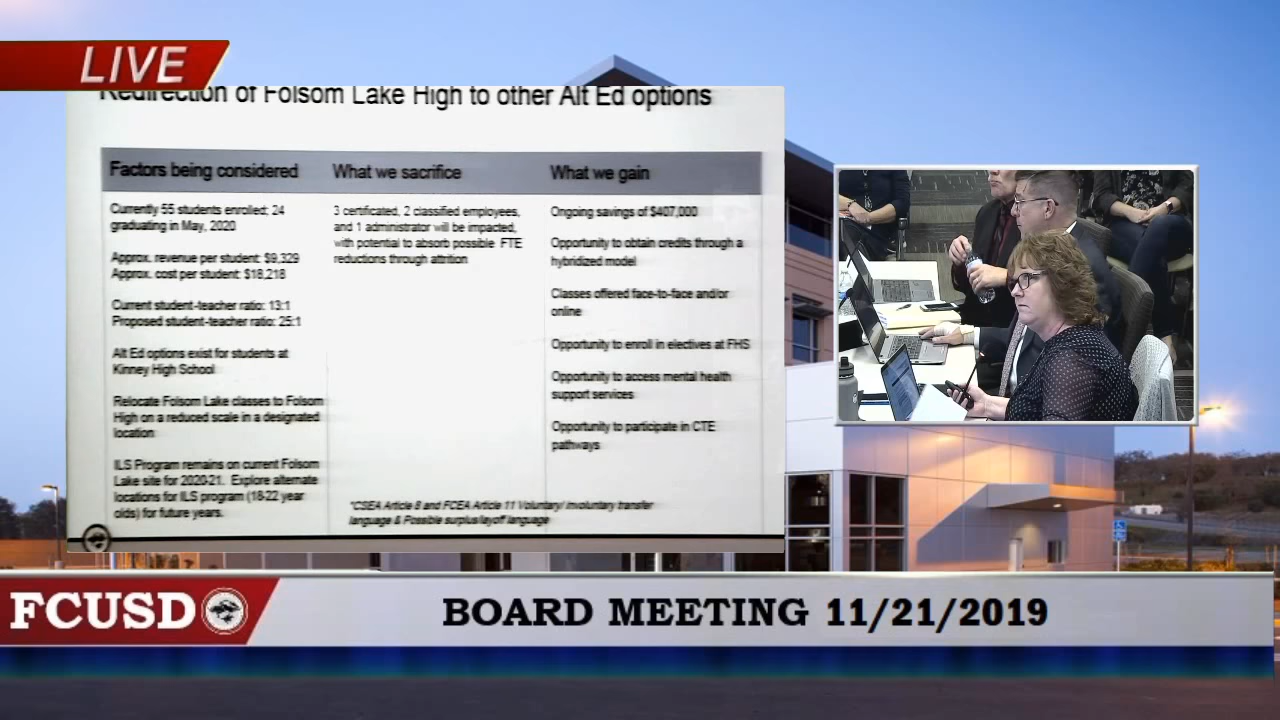 LIVE
Redirection of Folsom Lake High to other Alt Ed options
Factors being considered
Currently 55 students enrolled; 24
graduating in May, 2020
Approx. revenue per student: $9,329
Approx. cost per student: $18,218
Current student-teacher ratio: 13:1
Proposed student-teacher ratio: 25:1
Alt Ed options exist for students at
Kinney High School
Relocate Folsom Lake classes to Folsom
High on a reduced scale in a designated
location
ILS Program remains on current Folsom
Lake site for 2020-21. Explore alternate
locations for ILS program (18-22 year
olds) for future years.
What we sacrifice
3 certificated, 2 classified employees,
and 1 administrator will be impacted,
with potential to absorb possible FTE
reductions through attrition
What we gain
Ongoing savings of $407,000
Opportunity to obtain credits through a
hybridized model
Classes offered face-to-face and/or
online
Opportunity to enroll in electives at FHS
Opportunity to access mental health
support services
Opportunity to participate in CTE
pathways
*CSEA Article 8 and FCEA Article 11 Voluntary/ Involuntary transfer
language & Possible surplus layoff language
FCUSD
BOARD MEETING 11/21/2019